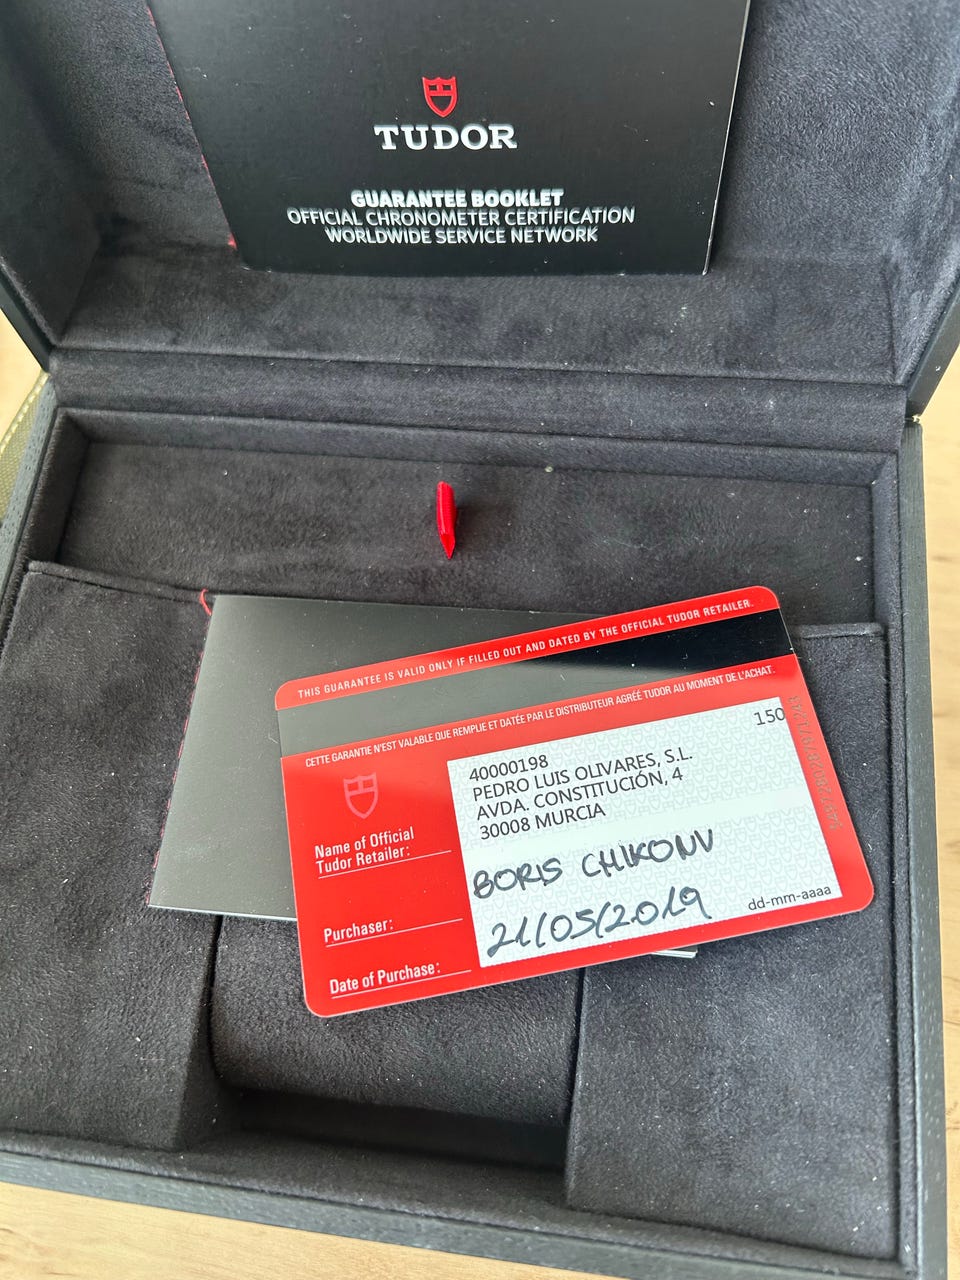 TUDOR
GUARANTEE BOOKLET
OFFICIAL CHRONOMETER CERTIFICATION
WORLDWIDE SERVICE NETWORK
THIS GUARANTEE IS VALID ONLY IF FILLED OUT AND DATED BY THE OFFICIAL TUDOR RETAILER.
CETTE GARANTIE N'EST VALABLE QUE REMPLIE ET DATÉE PAR LE DISTRIBUTEUR AGRÉÉ TUDOR AU MOMENT DE L'ACHAT.
150
40000198
PEDRO LUIS OLIVARES, S.L.
AVDA. CONSTITUCIÓN, 4
30008 MURCIA
Name of Official
Tudor Retailer:
Purchaser:
BORIS CHIKONV
Date of Purchase:
21/05/2019
dd-mm-aaaa